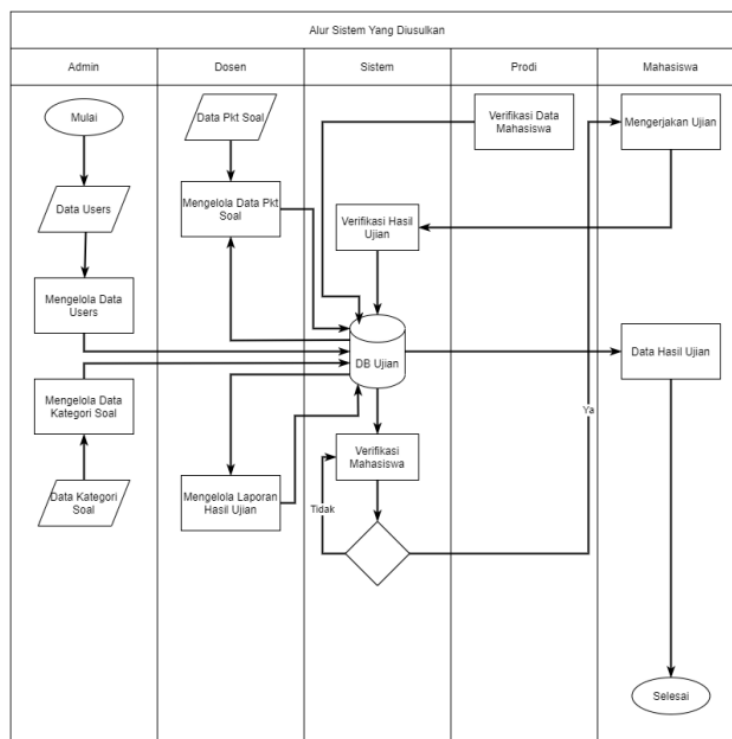 Alur Sistem Yang Diusulkan
Admin
Dosen
Sistem
Prodi
Mahasiswa
Mulai
Data Users
Mengelola Data
Users
Mengelola Data
Kategori Soal
Data Kategori
Soal
Data Pkt Soal
Mengelola Data Pkt
Soal
Mengelola Laporan
Hasil Ujian
Verifikasi Hasil
Ujian
DB Ujian
Verifikasi
Mahasiswa
Tidak
Verifikasi Data
Mahasiswa
Ya
Mengerjakan Ujian
Data Hasil Ujian
Selesai